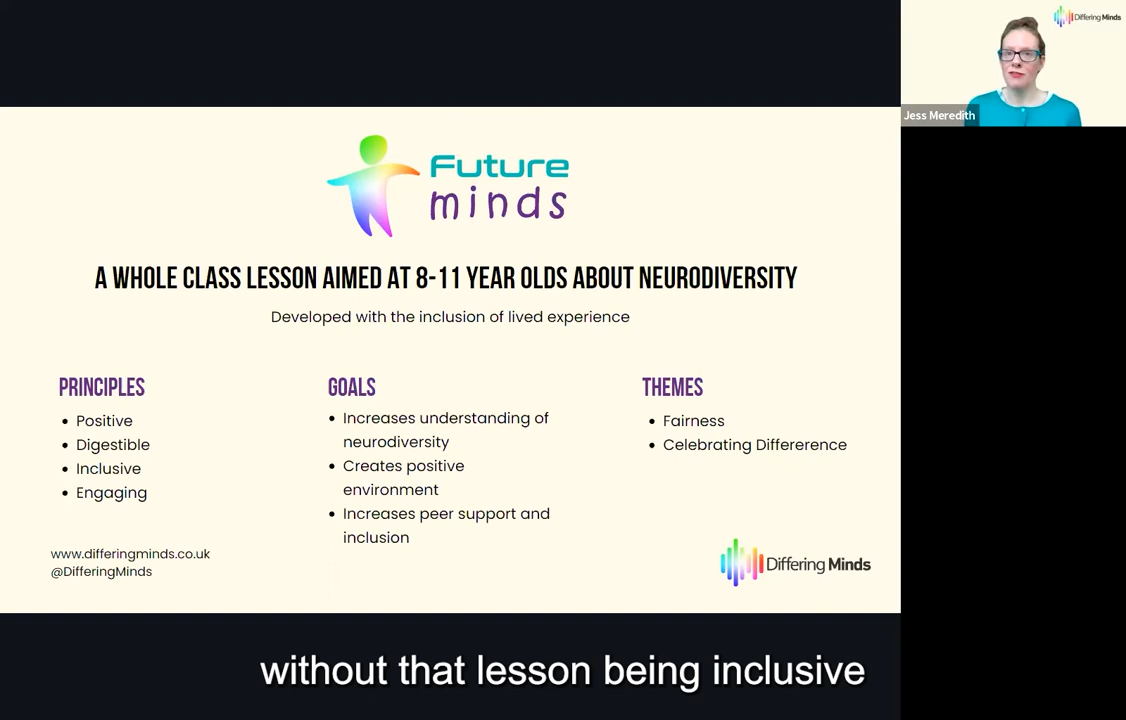 Differing Minds
Jess Meredith
Future
minds
A WHOLE CLASS LESSON AIMED AT 8-11 YEAR OLDS ABOUT NEURODIVERSITY
Developed with the inclusion of lived experience
PRINCIPLES
• Positive
• Digestible
• Inclusive
• Engaging
GOALS
• Increases understanding of
neurodiversity
• Creates positive
environment
• Increases peer support and
inclusion
THEMES
• Fairness
• Celebrating Differerence
www.differingminds.co.uk
@DifferingMinds
Differing Minds
without that lesson being inclusive